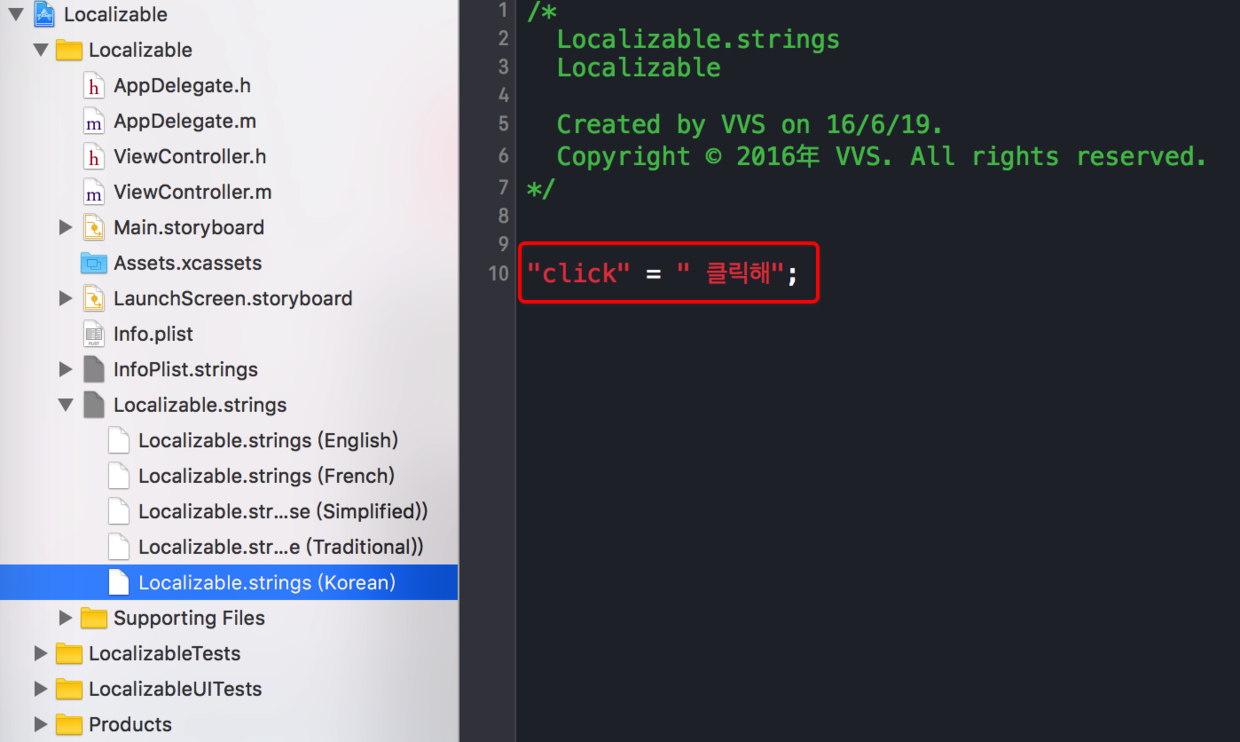 Localizable
Localizable
AppDelegate.h
AppDelegate.m
ViewController.h
ViewController.m
Main.storyboard
Assets.xcassets
LaunchScreen.storyboard
Info.plist
InfoPlist.strings
Localizable.strings
Localizable.strings (English)
Localizable.strings (French)
Localizable.str...se (Simplified))
Localizable.str...e (Traditional))
Localizable.strings (Korean)
Supporting Files
LocalizableTests
LocalizableUITests
Products
1 /*
2 Localizable.strings
3 Localizable
4
5 Created by VVS on 16/6/19.
6 Copyright © 2016年 VVS. All rights reserved.
7 */
8
9
10 "click" = " 클릭해";